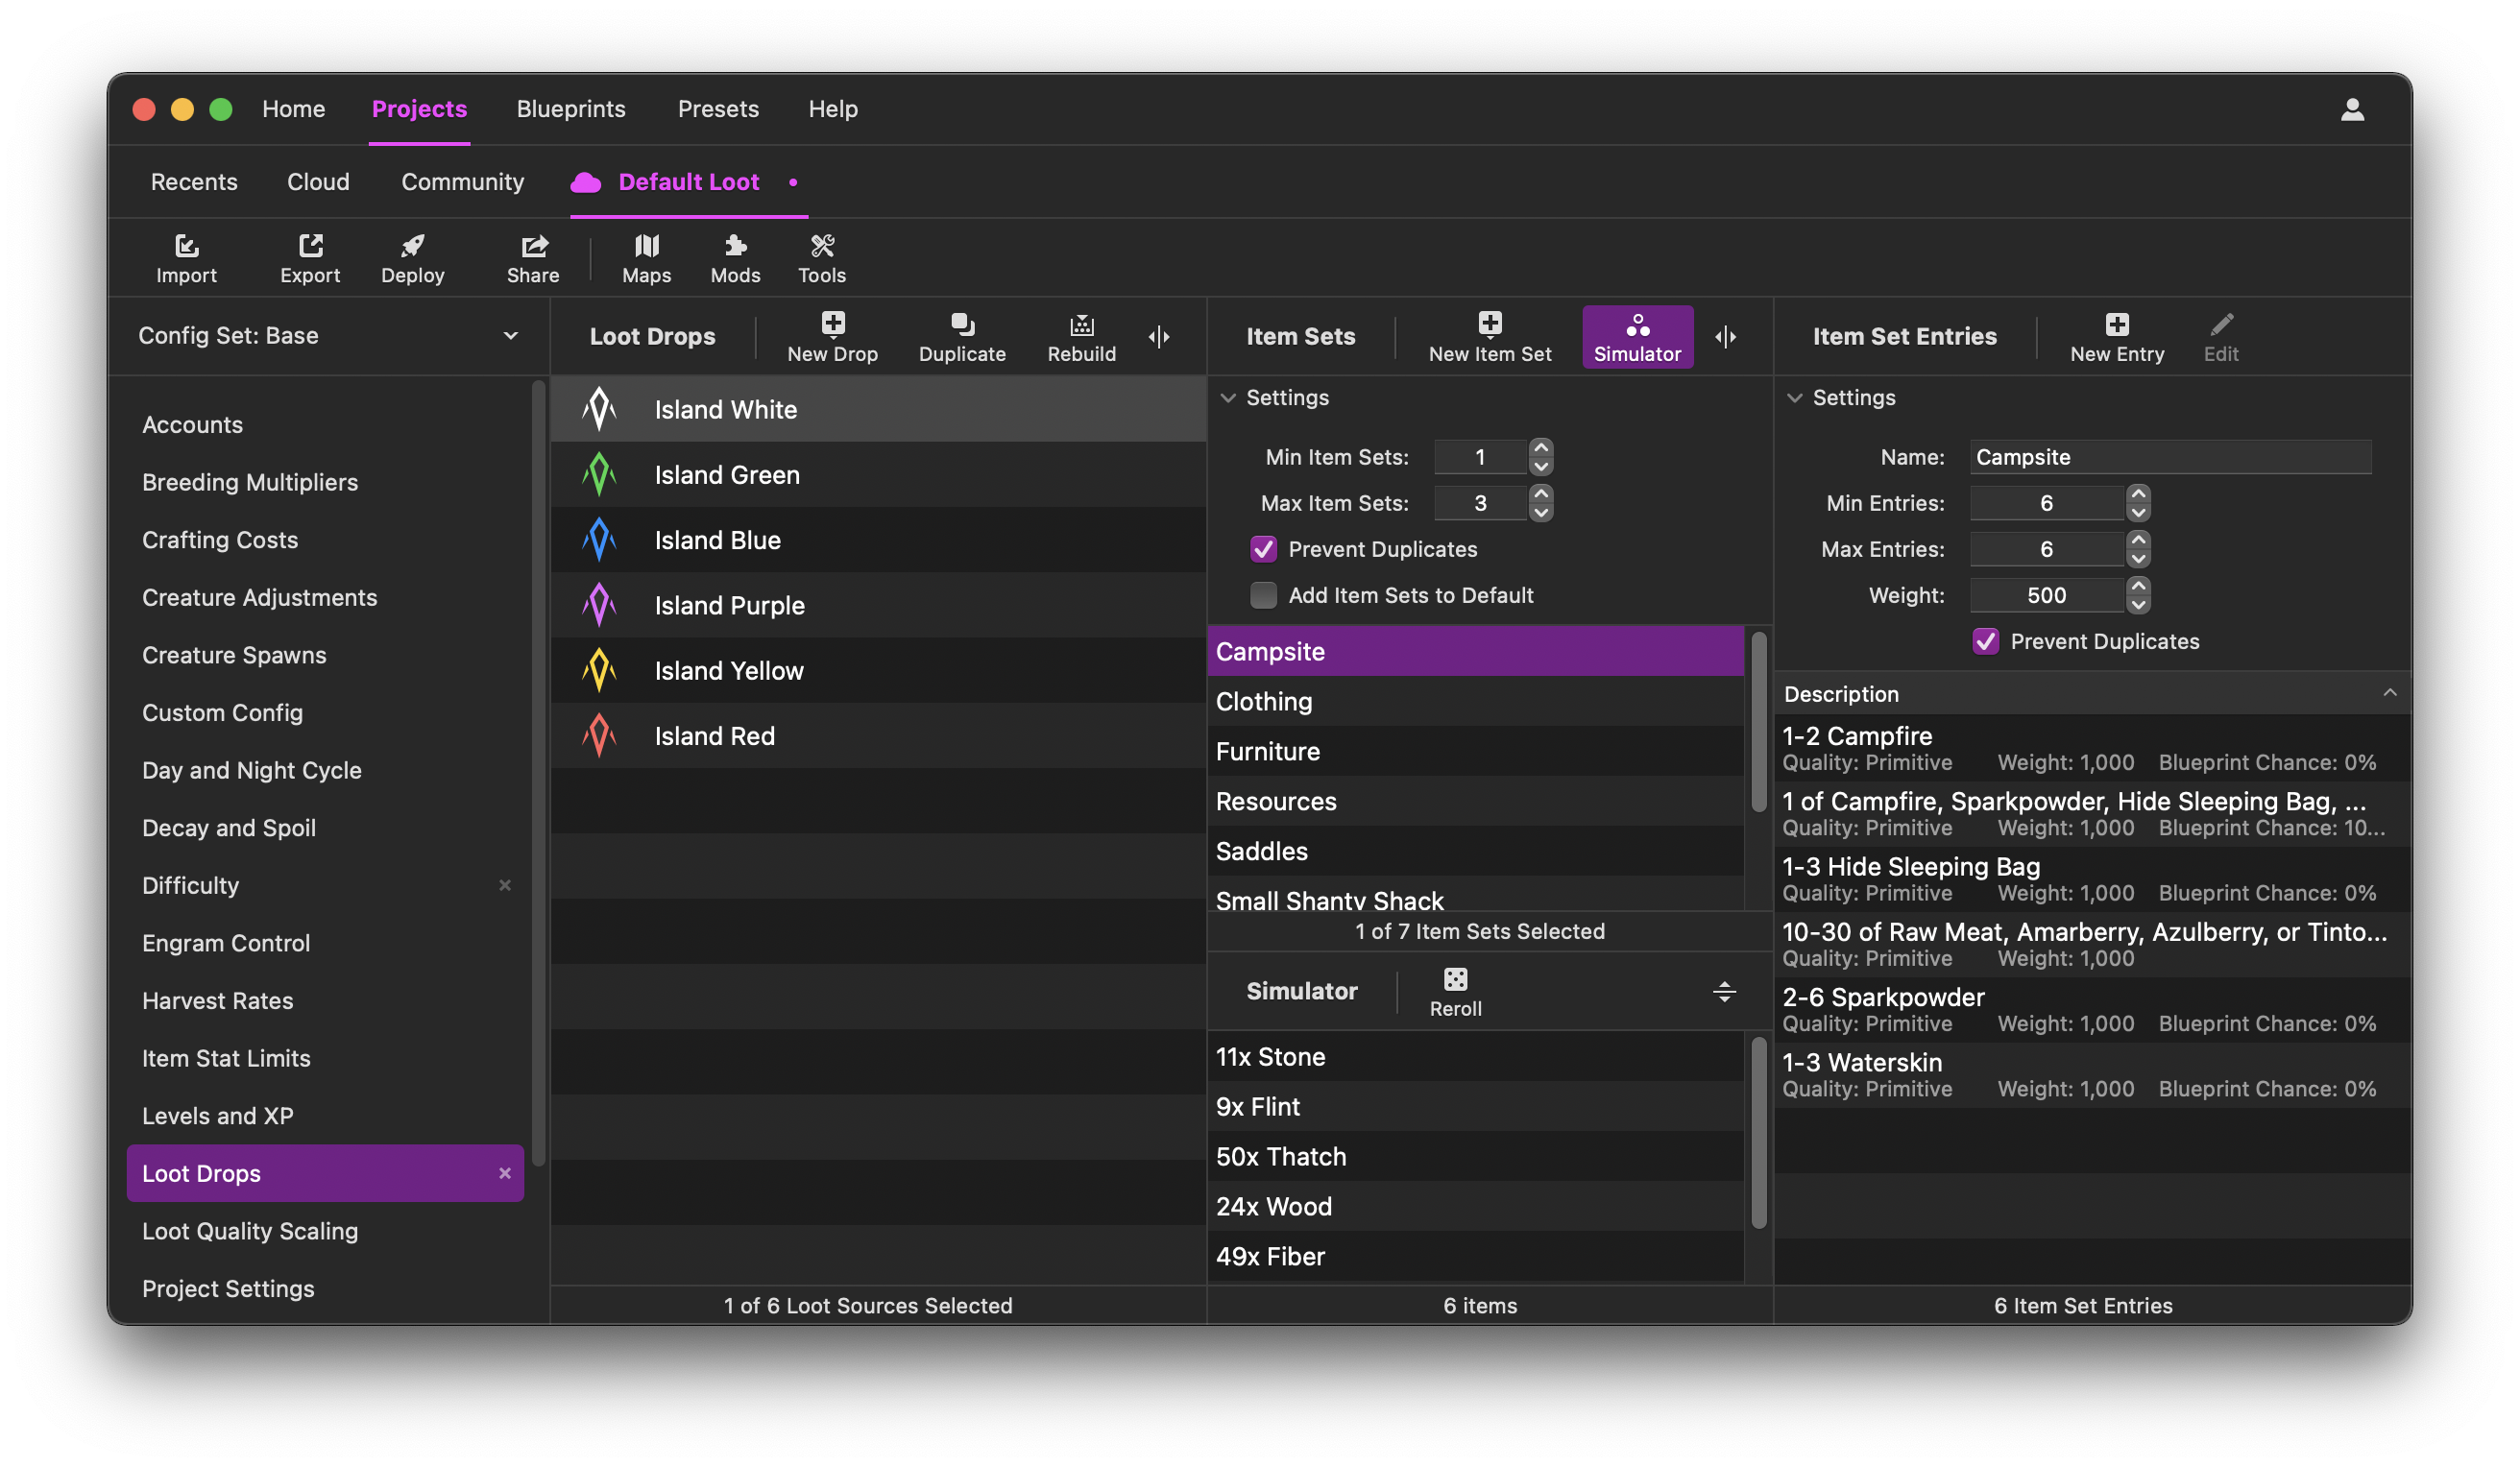 Home Projects Blueprints Presets Help
Recents Cloud Community Default Loot
Import Export Deploy Share Maps Mods Tools
Config Set: Base
Accounts
Breeding Multipliers
Crafting Costs
Creature Adjustments
Creature Spawns
Custom Config
Day and Night Cycle
Decay and Spoil
Difficulty
Engram Control
Harvest Rates
Item Stat Limits
Levels and XP
Loot Drops
Loot Quality Scaling
Project Settings
Loot Drops New Drop Duplicate Rebuild
Island White
Island Green
Island Blue
Island Purple
Island Yellow
Island Red
1 of 6 Loot Sources Selected
Item Sets New Item Set Simulator
Settings
Min Item Sets: 1
Max Item Sets: 3
Prevent Duplicates
Add Item Sets to Default
Campsite
Clothing
Furniture
Resources
Saddles
Small Shanty Shack
1 of 7 Item Sets Selected
Simulator Reroll
11x Stone
9x Flint
50x Thatch
24x Wood
49x Fiber
6 items
Item Set Entries New Entry Edit
Settings
Name: Campsite
Min Entries: 6
Max Entries: 6
Weight: 500
Prevent Duplicates
Description
1-2 Campfire
Quality: Primitive Weight: 1,000 Blueprint Chance: 0%
1 of Campfire, Sparkpowder, Hide Sleeping Bag, ...
Quality: Primitive Weight: 1,000 Blueprint Chance: 10...
1-3 Hide Sleeping Bag
Quality: Primitive Weight: 1,000 Blueprint Chance: 0%
10-30 of Raw Meat, Amarberry, Azulberry, or Tinto...
Quality: Primitive Weight: 1,000
2-6 Sparkpowder
Quality: Primitive Weight: 1,000 Blueprint Chance: 0%
1-3 Waterskin
Quality: Primitive Weight: 1,000 Blueprint Chance: 0%
6 Item Set Entries